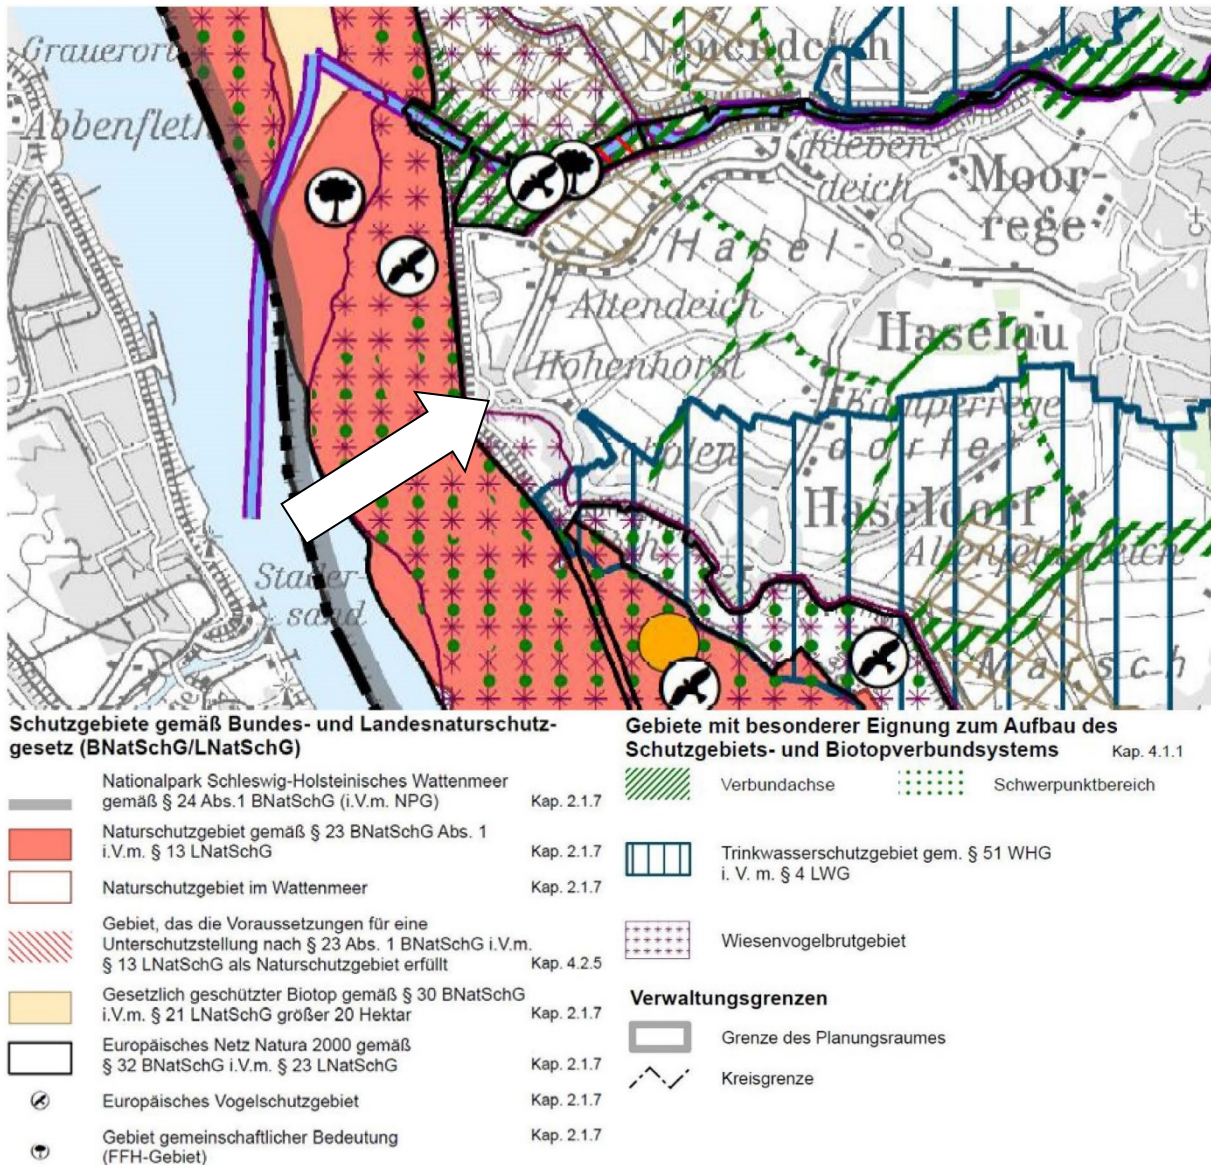 Grauerort
Abbenfleth
Neuendeich
Kleven-
deich
Moor-
rege
Hasel-
Altendeich
Hohenhorst
Haselau
Kamperrege
dorfer
Haseldorf
Altenfeldsdeich
Stader-
sand
Marsch
Schutzgebiete gemäß Bundes- und Landesnaturschutz-
gesetz (BNatSchG/LNatSchG)
Nationalpark Schleswig-Holsteinisches Wattenmeer
gemäß § 24 Abs.1 BNatSchG (i.V.m. NPG) Kap. 2.1.7
Naturschutzgebiet gemäß § 23 BNatSchG Abs. 1
i.V.m. § 13 LNatSchG Kap. 2.1.7
Naturschutzgebiet im Wattenmeer Kap. 2.1.7
Gebiet, das die Voraussetzungen für eine
Unterschutzstellung nach § 23 Abs. 1 BNatSchG i.V.m.
§ 13 LNatSchG als Naturschutzgebiet erfüllt Kap. 4.2.5
Gesetzlich geschützter Biotop gemäß § 30 BNatSchG
i.V.m. § 21 LNatSchG größer 20 Hektar Kap. 2.1.7
Europäisches Netz Natura 2000 gemäß
§ 32 BNatSchG i.V.m. § 23 LNatSchG Kap. 2.1.7
Europäisches Vogelschutzgebiet Kap. 2.1.7
Gebiet gemeinschaftlicher Bedeutung Kap. 2.1.7
(FFH-Gebiet)
Gebiete mit besonderer Eignung zum Aufbau des
Schutzgebiets- und Biotopverbundsystems Kap. 4.1.1
Verbundachse Schwerpunktbereich
Trinkwasserschutzgebiet gem. § 51 WHG
i. V. m. § 4 LWG
Wiesenvogelbrutgebiet
Verwaltungsgrenzen
Grenze des Planungsraumes
Kreisgrenze